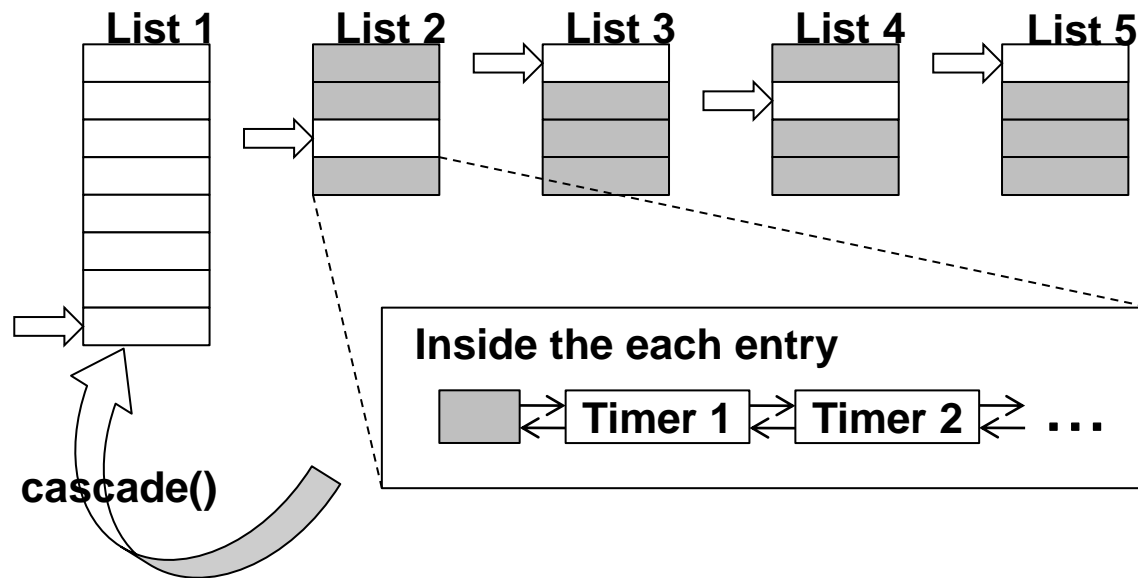 List 1
List 2
List 3
List 4
List 5
Inside the each entry
Timer 1
Timer 2
...
cascade()